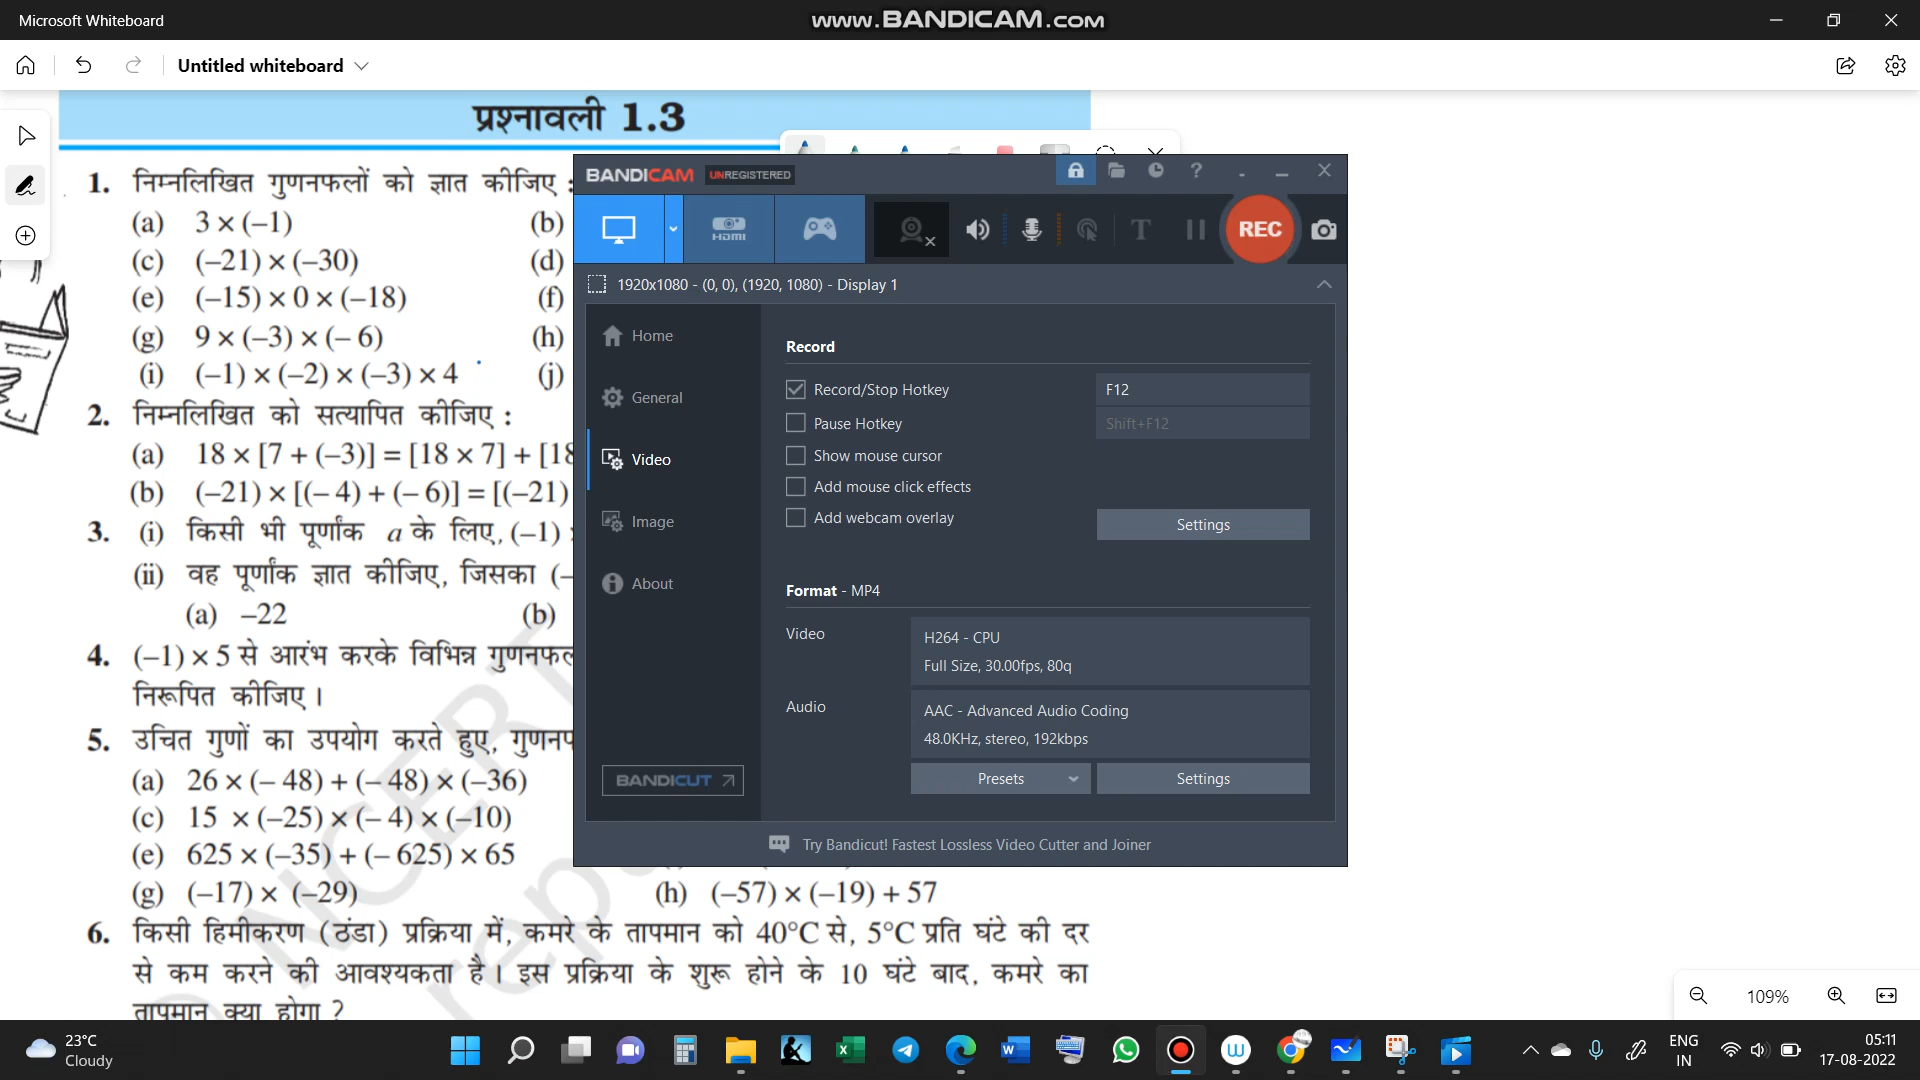 Microsoft Whiteboard
www.BANDICAM.com
Untitled whiteboard
प्रश्नावली 1.3
1. निम्नलिखित गुणनफलों को ज्ञात कीजिए :
(a) 3 × (–1) (b)
(c) (–21) × (–30) (d)
(e) (–15) × 0 × (–18) (f)
(g) 9 × (–3) × (– 6) (h)
(i) (–1) × (–2) × (–3) × 4 (j)
2. निम्नलिखित को सत्यापित कीजिए :
(a) 18 × [7 + (–3)] = [18 × 7] + [18
(b) (–21) × [(– 4) + (– 6)] = [(–21)
3. (i) किसी भी पूर्णांक a के लिए, (–1)
(ii) वह पूर्णांक ज्ञात कीजिए, जिसका (–
(a) –22 (b)
4. (–1) × 5 से आरंभ करके विभिन्न गुणनफल
निरूपित कीजिए ।
5. उचित गुणों का उपयोग करते हुए,
(a) 26 × (– 48) + (– 48) × (–36)
(c) 15 × (–25) × (– 4) × (–10)
(e) 625 × (–35) + (– 625) × 65
(g) (–17) × (–29) (h) (–57) × (–19) + 57
6. किसी हिमीकरण (ठंडा) प्रक्रिया में, कमरे के तापमान को 40°C से, 5°C प्रति घंटे की दर
से कम करने की आवश्यकता है । इस प्रक्रिया के शुरू होने के 10 घंटे बाद, कमरे का
तापमान क्या होगा ?
BANDICAM UNREGISTERED
HDMI
T
REC
1920x1080 - (0, 0), (1920, 1080) - Display 1
Home
General
Video
Image
About
BANDICUT
Record
Record/Stop Hotkey F12
Pause Hotkey Shift+F12
Show mouse cursor
Add mouse click effects
Add webcam overlay
Settings
Format - MP4
Video H264 - CPU
Full Size, 30.00fps, 80q
Audio AAC - Advanced Audio Coding
48.0KHz, stereo, 192kbps
Presets Settings
Try Bandicut! Fastest Lossless Video Cutter and Joiner
NCERT
109%
23°C
Cloudy
ENG
IN
05:11
17-08-2022